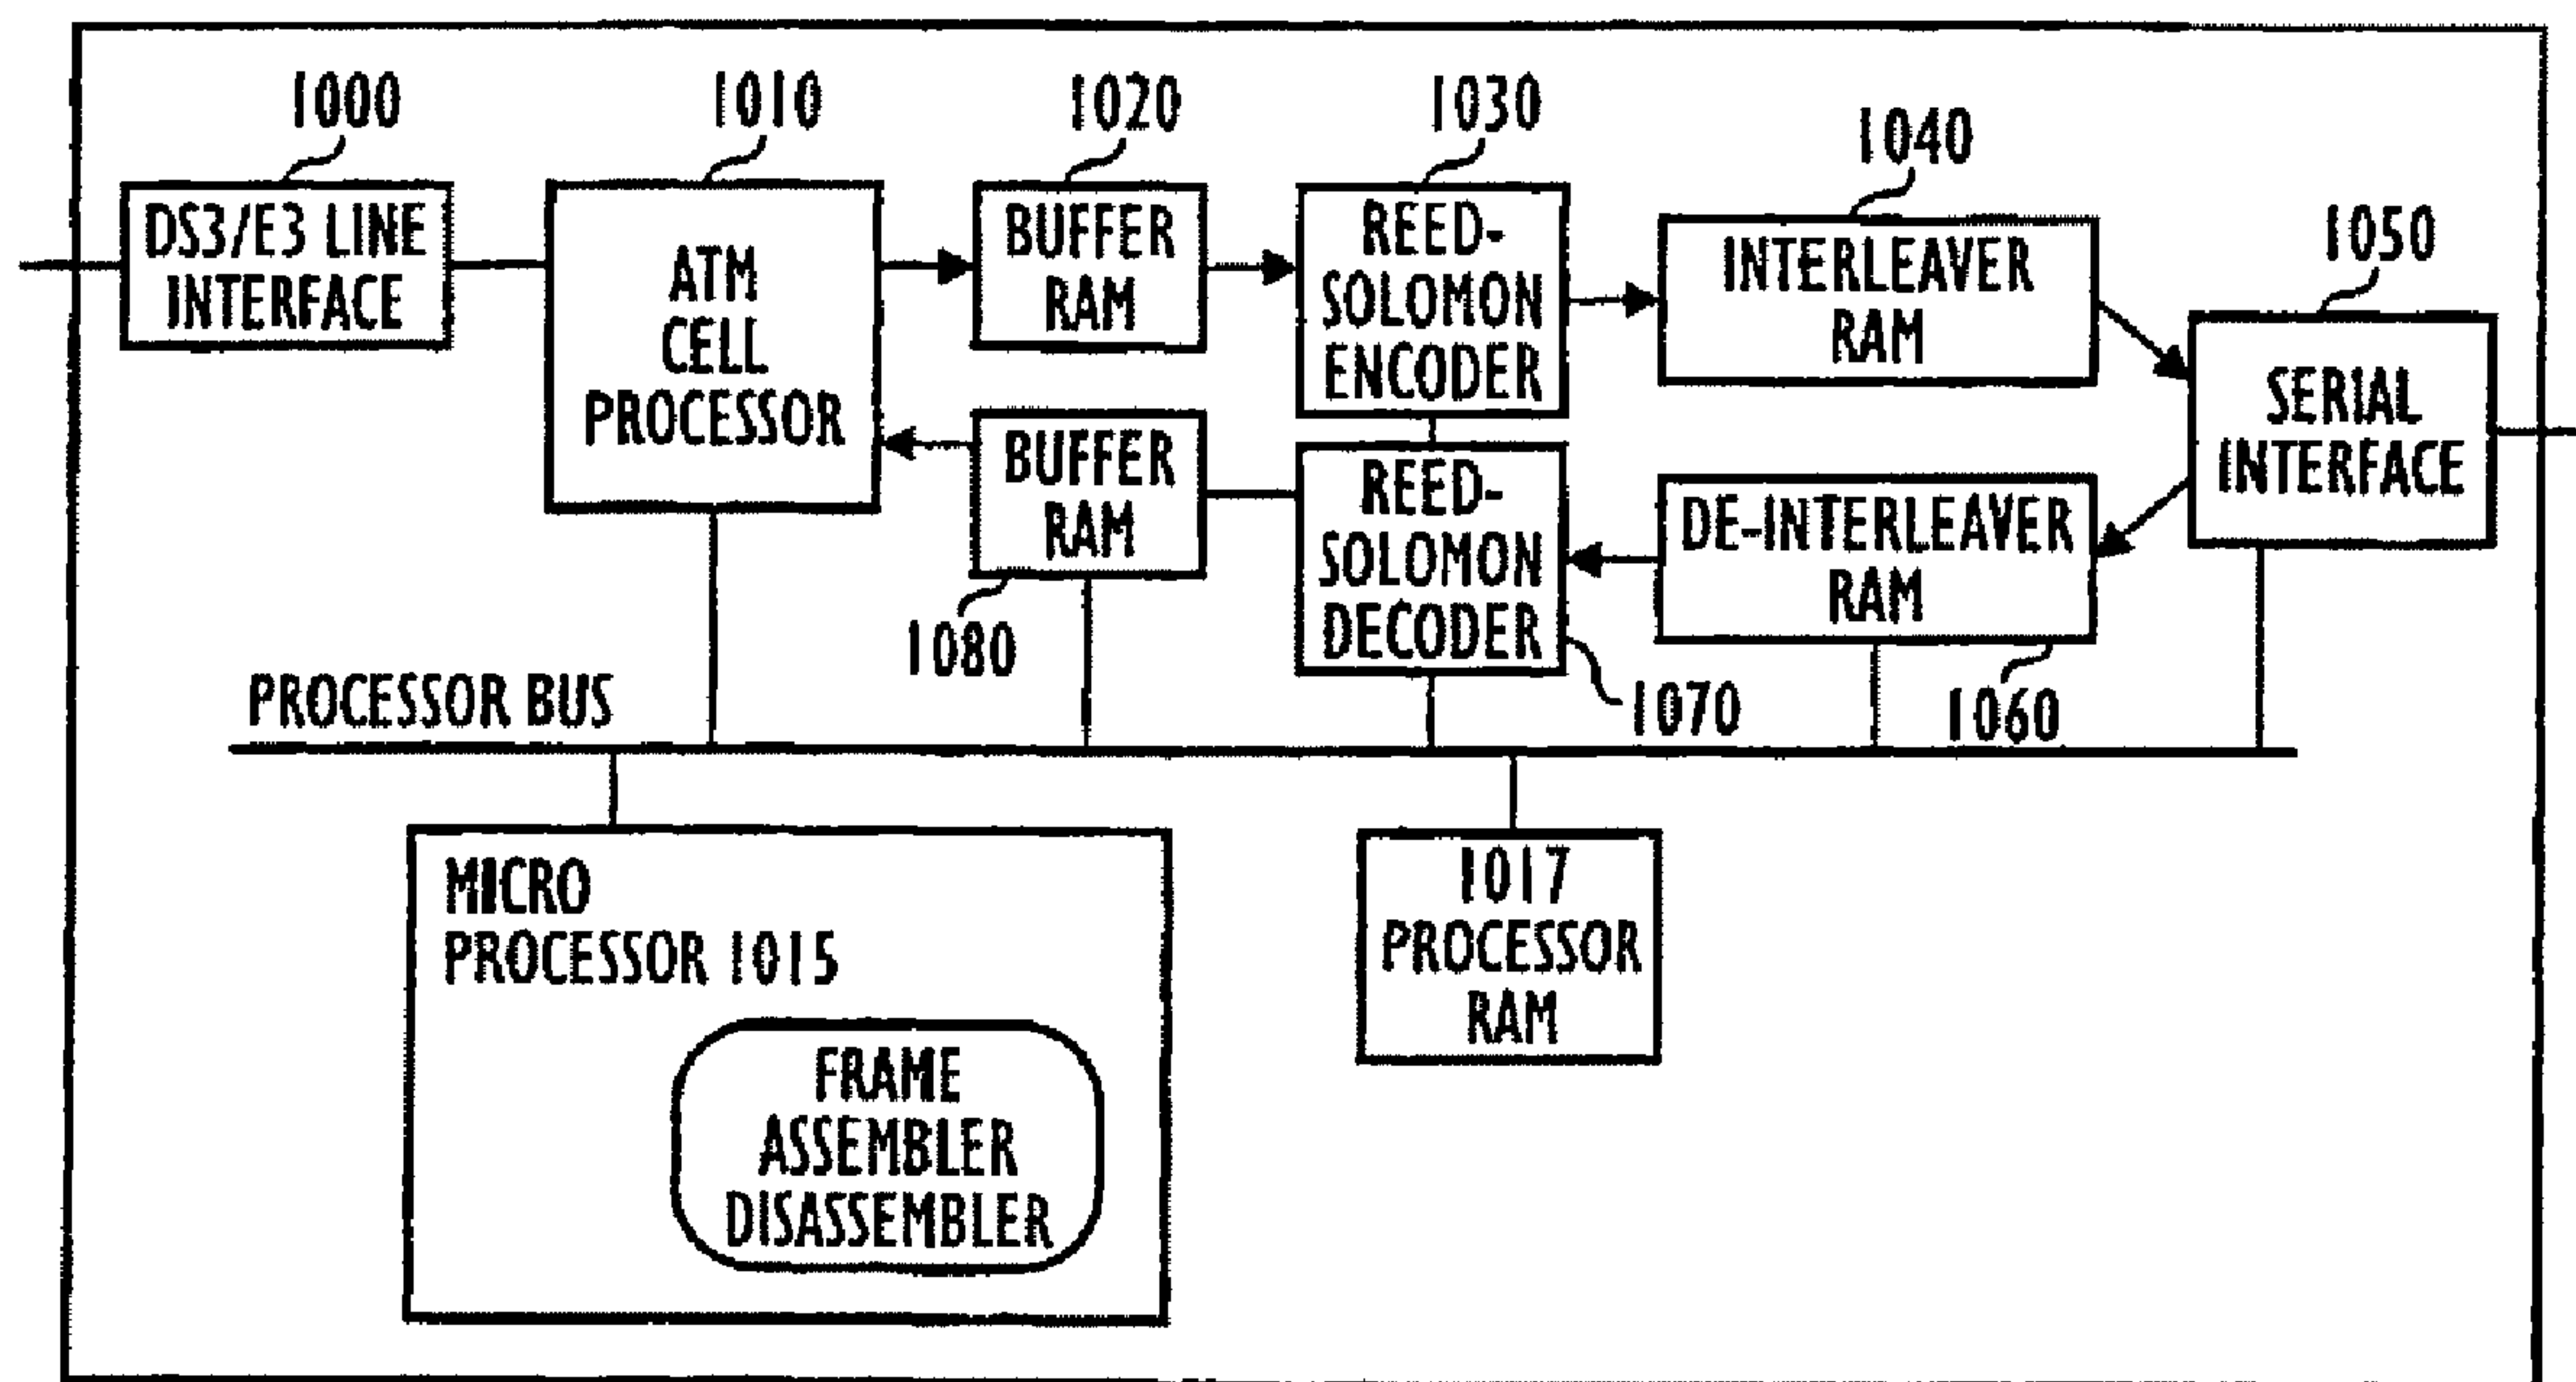 1000
1010
1020
1030
1040
1050
DS3/E3 LINE
INTERFACE
ATM
CELL
PROCESSOR
BUFFER
RAM
REED-
SOLOMON
ENCODER
INTERLEAVER
RAM
SERIAL
INTERFACE
BUFFER
RAM
1080
REED-
SOLOMON
DECODER
1070
DE-INTERLEAVER
RAM
1060
PROCESSOR BUS
MICRO
PROCESSOR 1015
FRAME
ASSEMBLER
DISASSEMBLER
1017
PROCESSOR
RAM